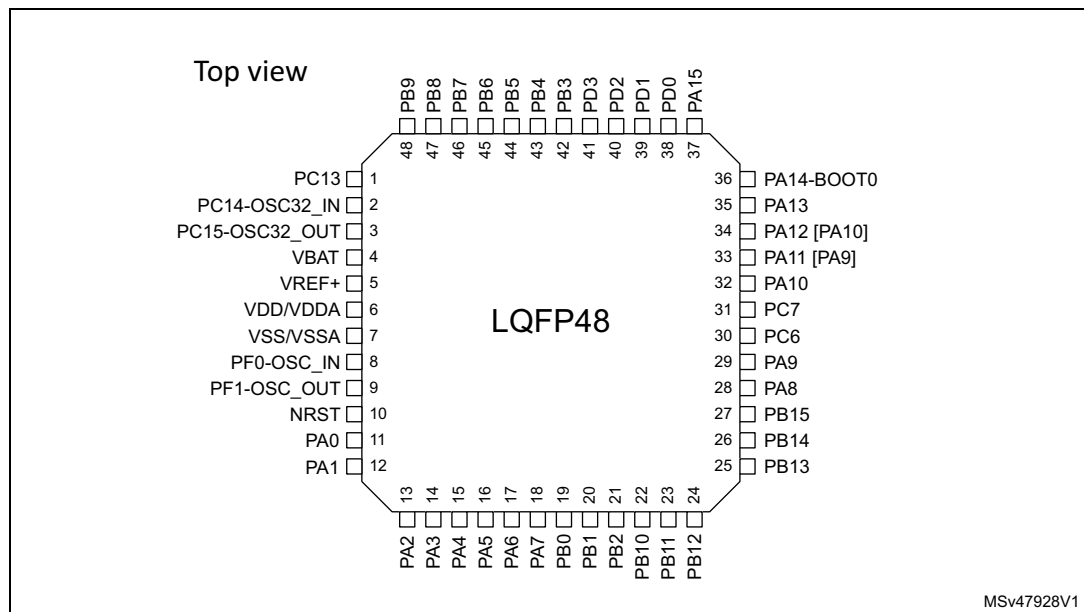 Top view
PB9 PB8 PB7 PB6 PB5 PB4 PB3 PD3 PD2 PD1 PD0 PA15
48 47 46 45 44 43 42 41 40 39 38 37
PC13 1
PC14-OSC32_IN 2
PC15-OSC32_OUT 3
VBAT 4
VREF+ 5
VDD/VDDA 6
VSS/VSSA 7
PF0-OSC_IN 8
PF1-OSC_OUT 9
NRST 10
PA0 11
PA1 12
LQFP48
36 PA14-BOOT0
35 PA13
34 PA12 [PA10]
33 PA11 [PA9]
32 PA10
31 PC7
30 PC6
29 PA9
28 PA8
27 PB15
26 PB14
25 PB13
13 14 15 16 17 18 19 20 21 22 23 24
PA2 PA3 PA4 PA5 PA6 PA7 PB0 PB1 PB2 PB10 PB11 PB12
MSv47928V1